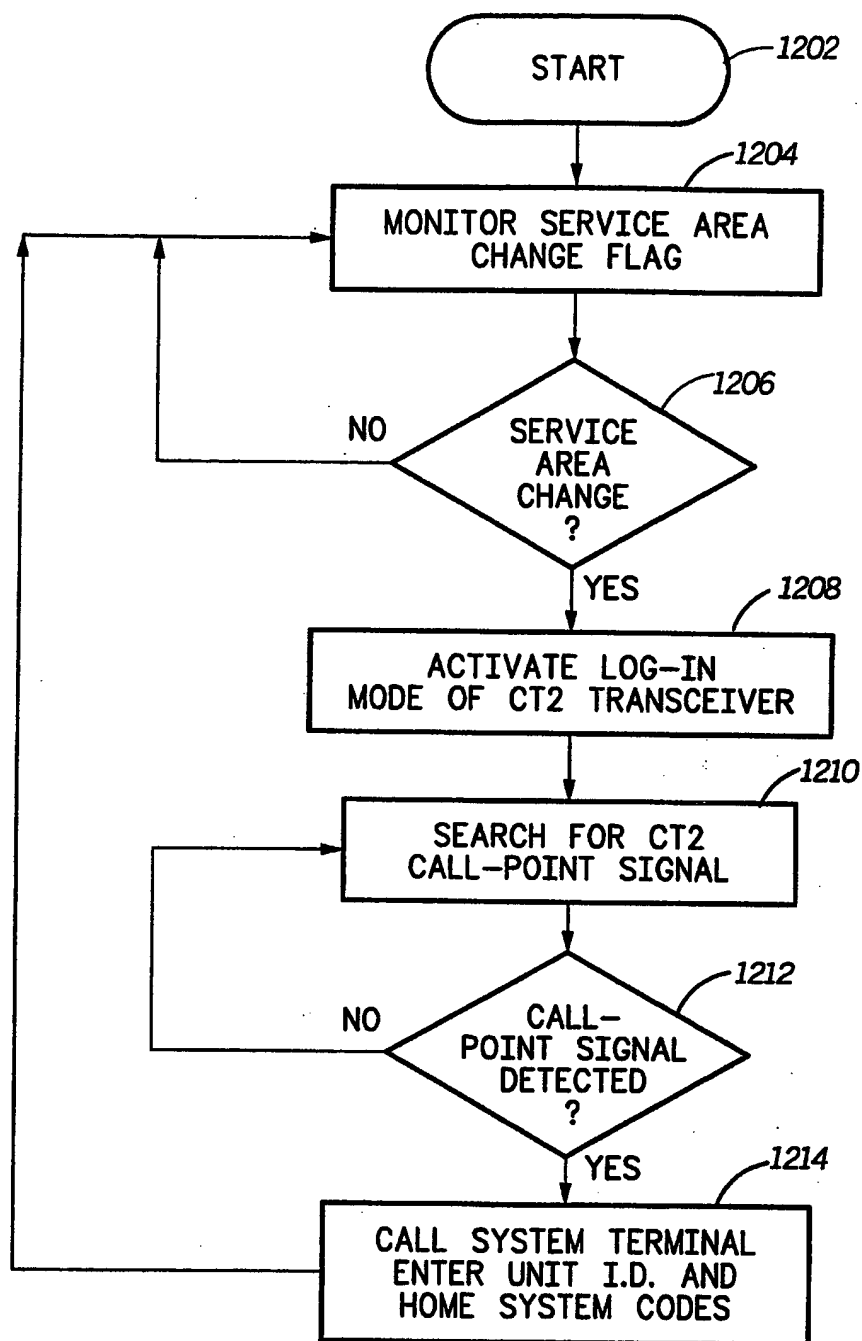 START
1202
1204
MONITOR SERVICE AREA
CHANGE FLAG
1206
NO
SERVICE
AREA
CHANGE
?
YES
1208
ACTIVATE LOG-IN
MODE OF CT2 TRANSCEIVER
1210
SEARCH FOR CT2
CALL-POINT SIGNAL
1212
NO
CALL-
POINT SIGNAL
DETECTED
?
YES
1214
CALL SYSTEM TERMINAL
ENTER UNIT I.D. AND
HOME SYSTEM CODES